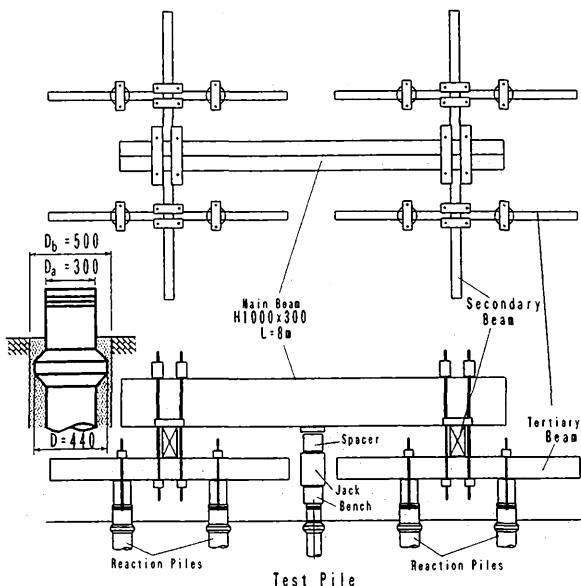 D_b =500
D_a =300
Main Beam
H1000x300
L=8m
Secondary
Beam
D=440
Spacer
Tertiary
Beam
Jack
Bench
Reaction Piles
Reaction Piles
Test Pile